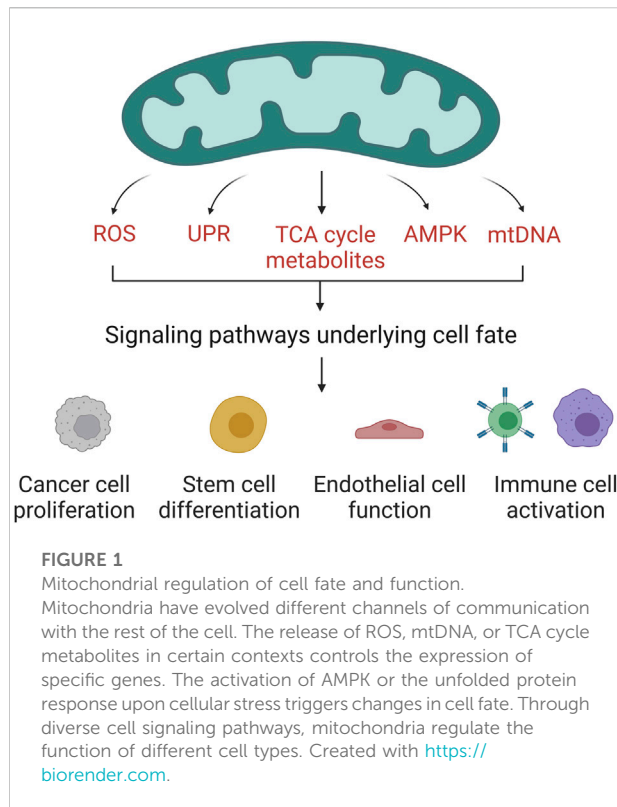 ROS UPR TCA cycle metabolites AMPK mtDNA
Signaling pathways underlying cell fate
Cancer cell proliferation Stem cell differentiation Endothelial cell function Immune cell activation
FIGURE 1
Mitochondrial regulation of cell fate and function.
Mitochondria have evolved different channels of communication
with the rest of the cell. The release of ROS, mtDNA, or TCA cycle
metabolites in certain contexts controls the expression of
specific genes. The activation of AMPK or the unfolded protein
response upon cellular stress triggers changes in cell fate. Through
diverse cell signaling pathways, mitochondria regulate the
function of different cell types. Created with https://
biorender.com.